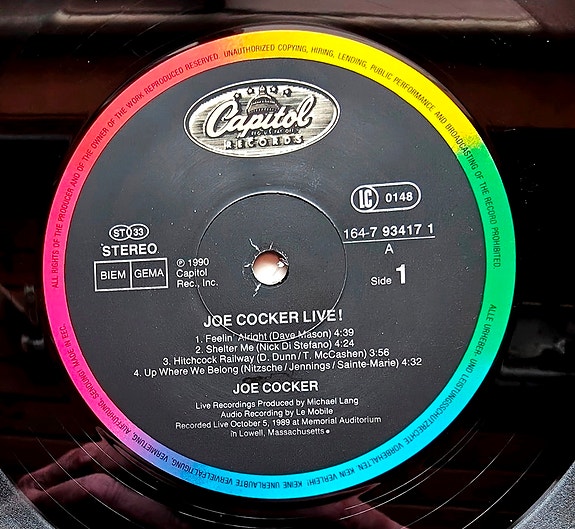 ALL RIGHTS OF THE PRODUCER AND OF THE OWNER OF THE WORK REPRODUCED RESERVED. UNAUTHORIZED COPYING, HIRING, LENDING, PUBLIC PERFORMANCE AND BROADCASTING OF THE RECORD PROHIBITED.
Capitol
RECORDS
LC 0148
ST 33
STEREO
164-7 93417 1
A
BIEM GEMA
℗ 1990
Capitol
Rec., Inc.
Side 1
JOE COCKER LIVE!
1. Feelin' Alright (Dave Mason) 4:39
2. Shelter Me (Nick Di Stefano) 4:24
3. Hitchcock Railway (D. Dunn / T. McCashen) 3:56
4. Up Where We Belong (Nitzsche / Jennings / Sainte-Marie) 4:32
JOE COCKER
Live Recordings Produced by Michael Lang
Audio Recording by Le Mobile
Recorded Live October 5, 1989 at Memorial Auditorium
in Lowell, Massachusetts
ALLE URHEBER- UND LEISTUNGSSCHUTZRECHTE VORBEHALTEN. KEIN VERLEIH! KEINE UNERLAUBTE VERVIELFÄLTIGUNG, VERMIETUNG, AUFFÜHRUNG, SENDUNG. MADE IN EEC.